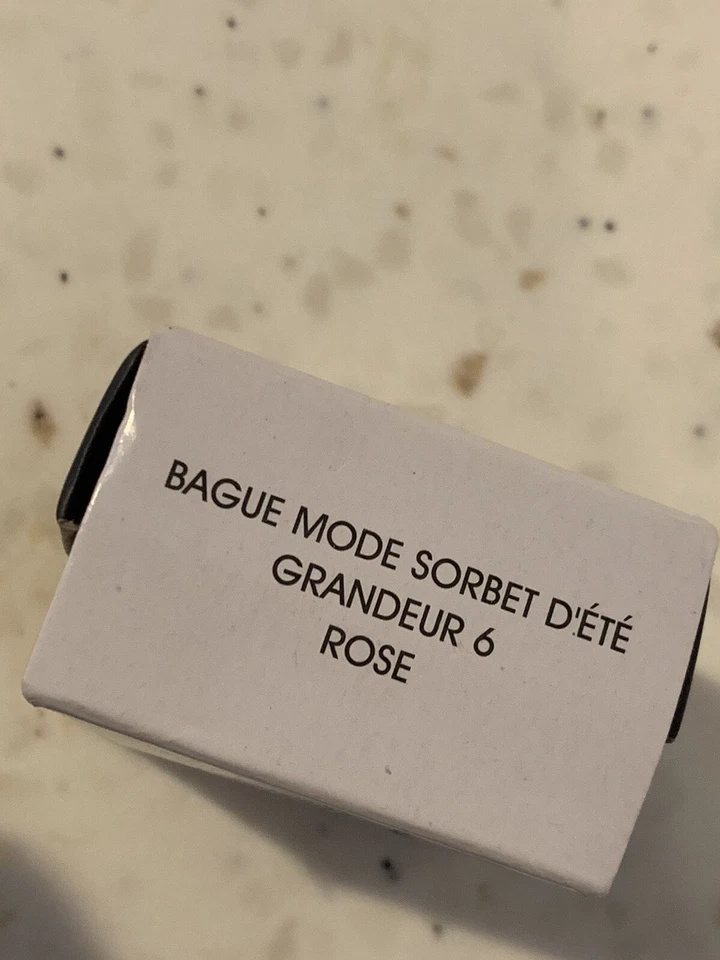 BAGUE MODE SORBET D'ÉTÉ
GRANDEUR 6
ROSE